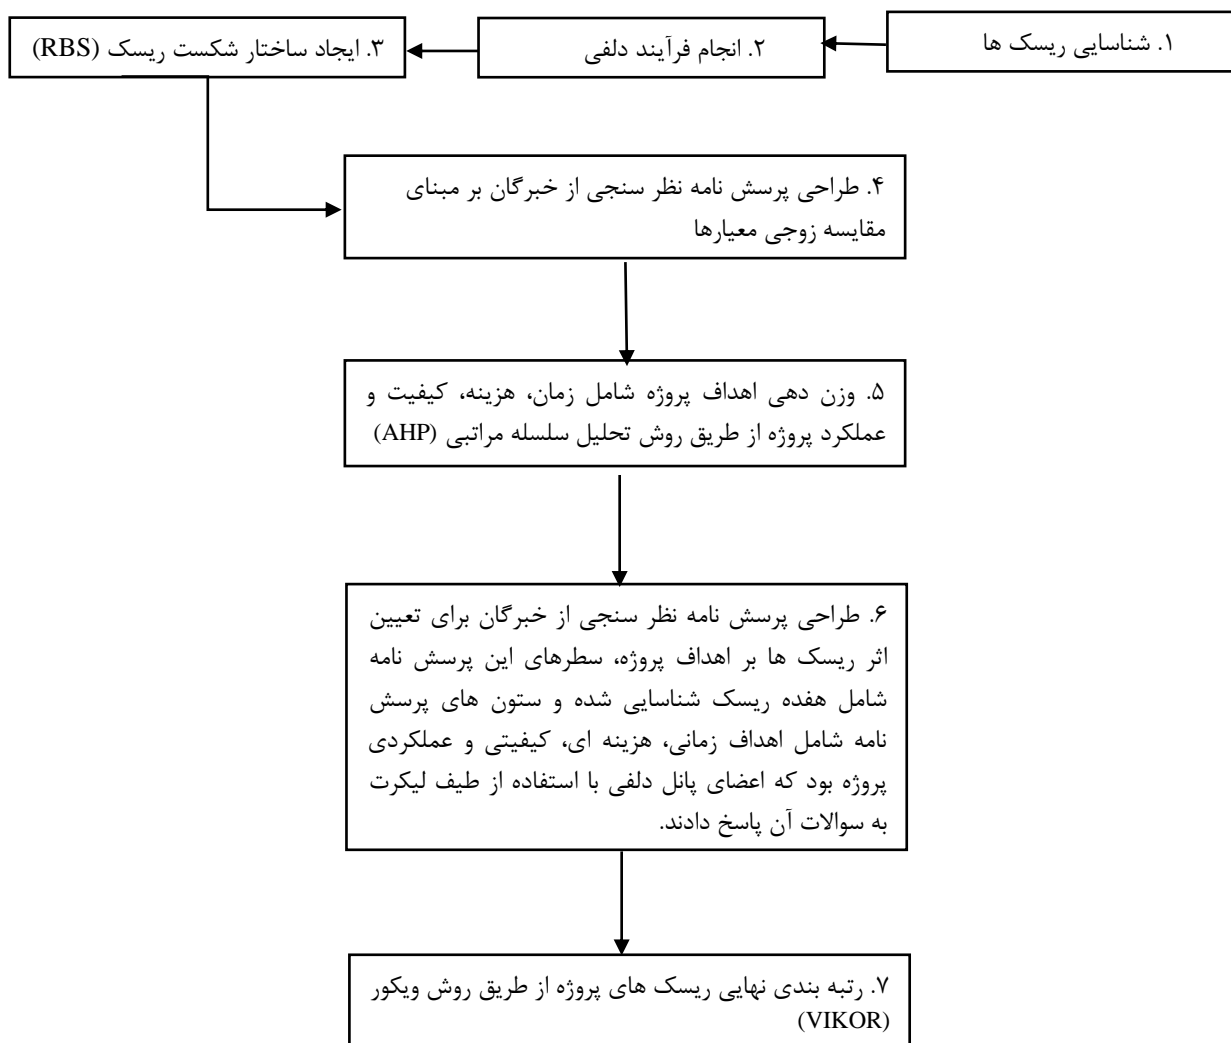 ۱. شناسایی ریسک ها
۲. انجام فرآیند دلفی
۳. ایجاد ساختار شکست ریسک (RBS)
۴. طراحی پرسش نامه نظر سنجی از خبرگان بر مبنای
مقایسه زوجی معیارها
۵. وزن دهی اهداف پروژه شامل زمان، هزینه، کیفیت و
عملکرد پروژه از طریق روش تحلیل سلسله مراتبی (AHP)
۶. طراحی پرسش نامه نظر سنجی از خبرگان برای تعیین
اثر ریسک ها بر اهداف پروژه، سطرهای این پرسش نامه
شامل هفده ریسک شناسایی شده و ستون های پرسش
نامه شامل اهداف زمانی، هزینه ای، کیفیتی و عملکردی
پروژه بود که اعضای پانل دلفی با استفاده از طیف لیکرت
به سوالات آن پاسخ دادند.
۷. رتبه بندی نهایی ریسک های پروژه از طریق روش ویکور
(VIKOR)